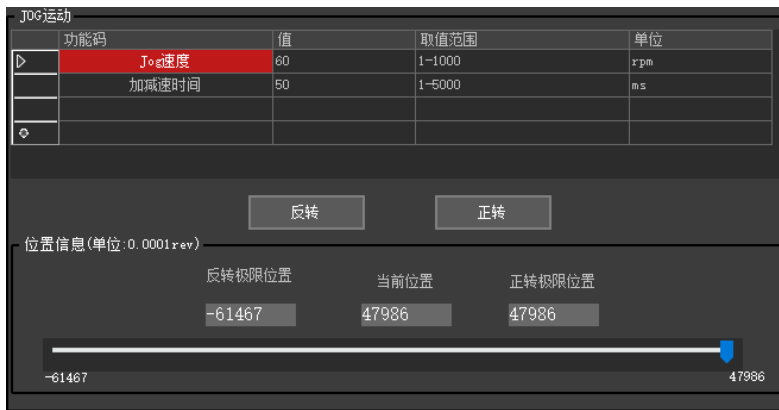 JOG运动
功能码 值 取值范围 单位
Jog速度 60 1-1000 rpm
加减速时间 50 1-5000 ms
反转 正转
位置信息(单位:0.0001rev)
反转极限位置 当前位置 正转极限位置
-61467 47986 47986
-61467 47986